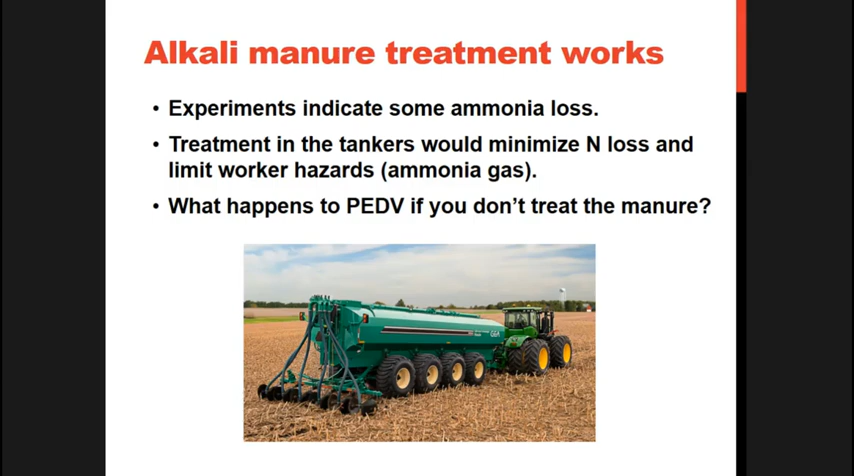 Alkali manure treatment works
• Experiments indicate some ammonia loss.
• Treatment in the tankers would minimize N loss and
limit worker hazards (ammonia gas).
• What happens to PEDV if you don't treat the manure?